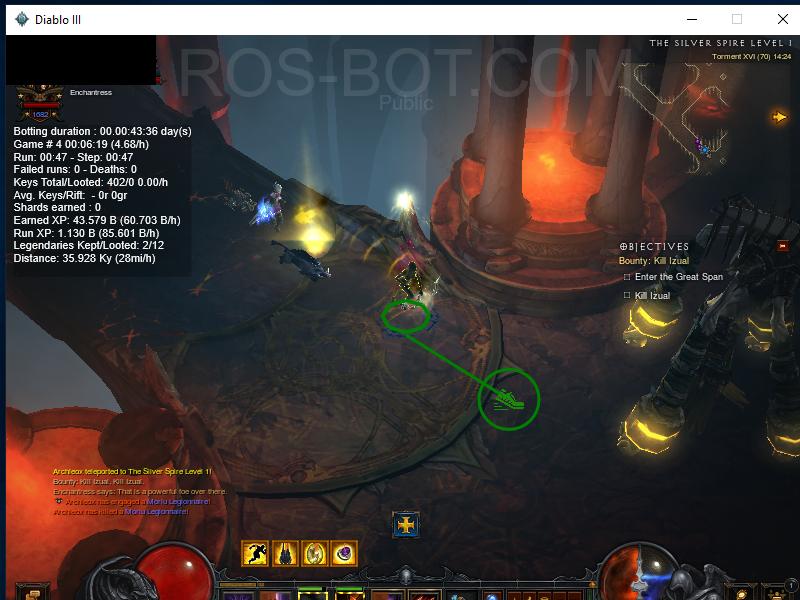 Diablo III
THE SILVER SPIRE LEVEL 1
Torment XVI (70) 14:24
ROS-BOT.COM
Public
Enchantress
1682
Botting duration : 00.00:43:36 day(s)
Game # 4 00:06:19 (4.68/h)
Run: 00:47 - Step: 00:47
Failed runs: 0 - Deaths: 0
Keys Total/Looted: 402/0 0.00/h
Avg. Keys/Rift:  - 0r 0gr
Shards earned : 0
Earned XP: 43.579 B (60.703 B/h)
Run XP: 1.130 B (85.601 B/h)
Legendaries Kept/Looted: 2/12
Distance: 35.928 Ky (28mi/h)
OBJECTIVES
Bounty: Kill Izual
Enter the Great Span
Kill Izual
Archleox teleported to The Silver Spire Level 1!
Bounty: Kill Izual, Kill Izual.
Enchantress says: That is a powerful foe over there.
Archleox has engaged a Morlu Legionnaire!
Archleox has killed a Morlu Legionnaire!
1